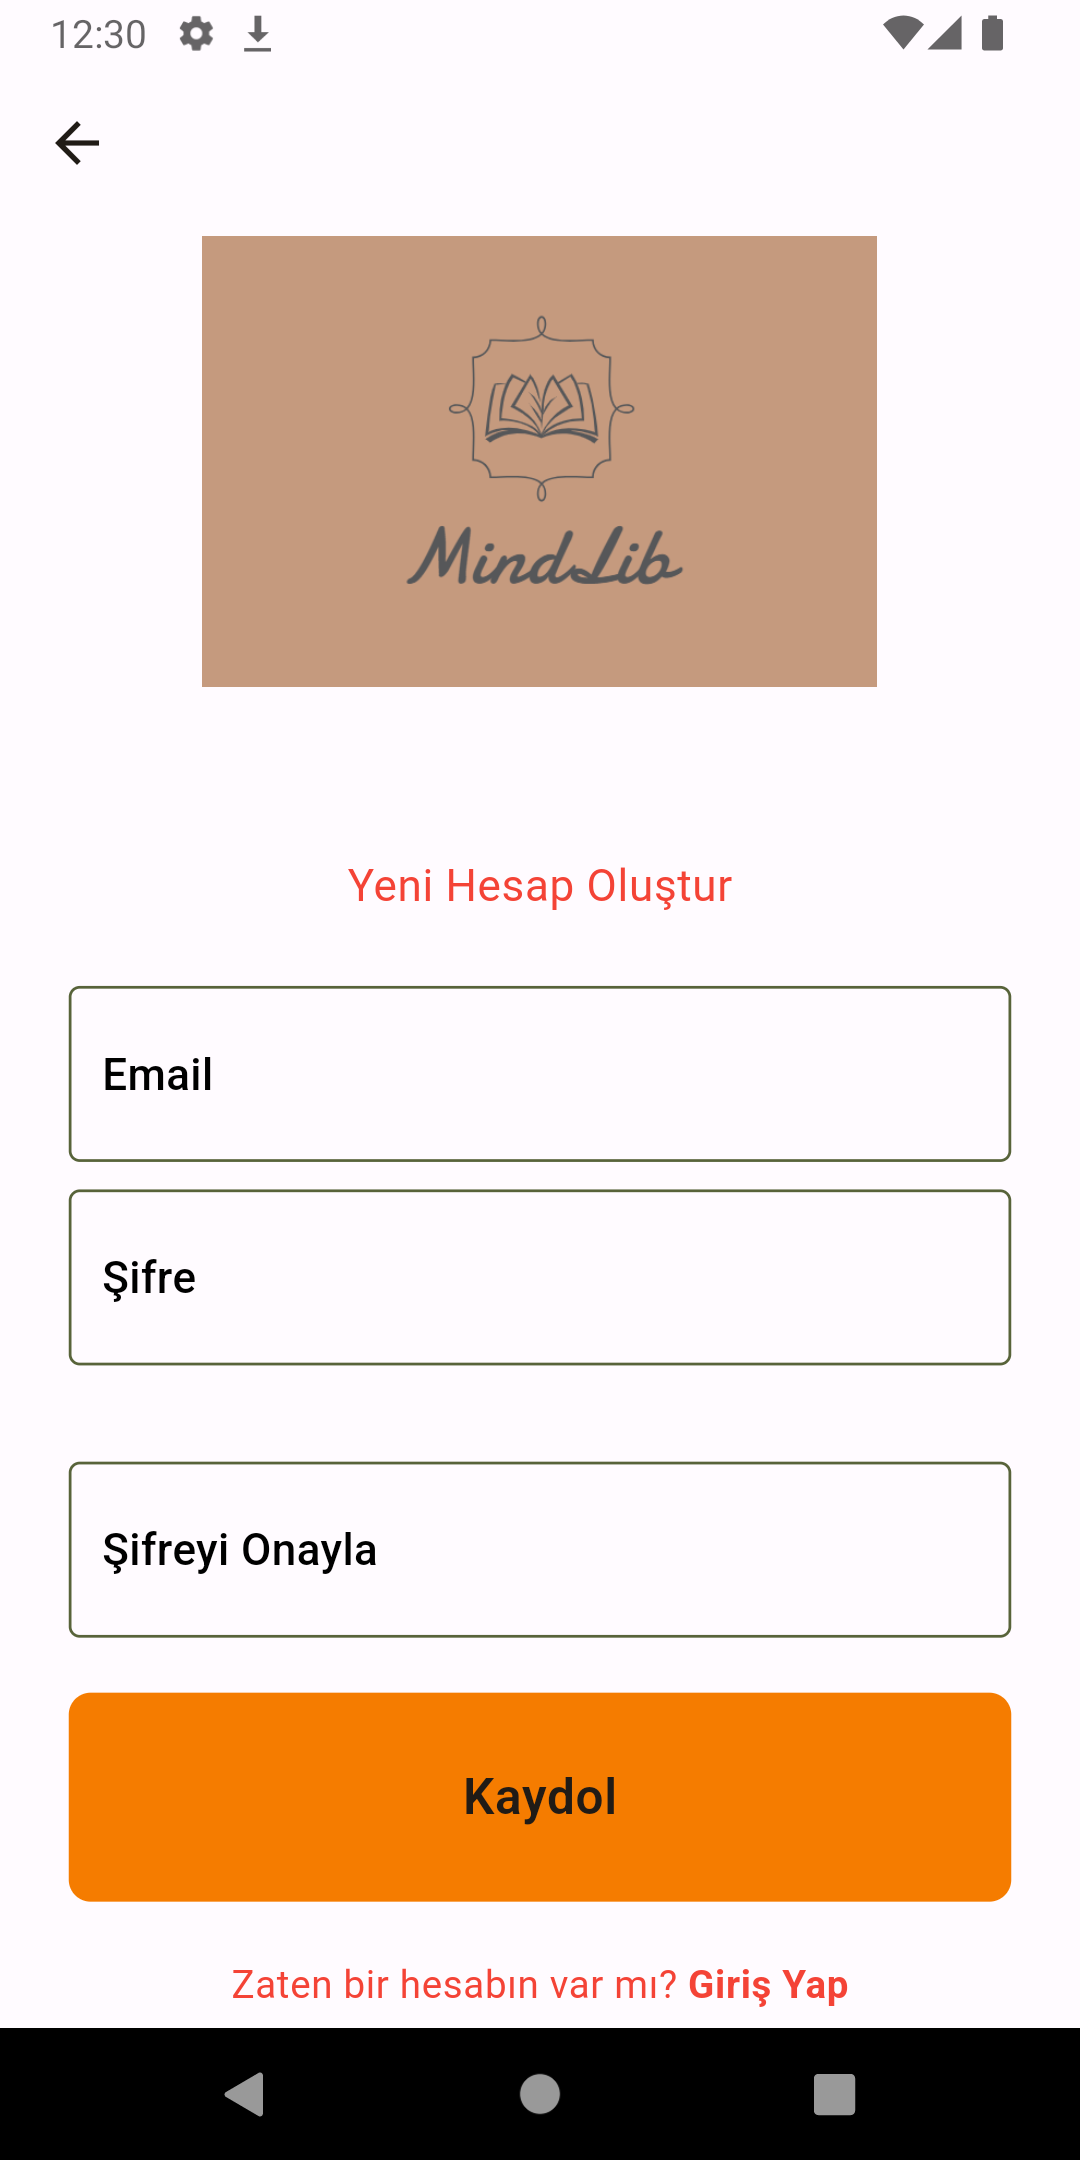 12:30
MindLib
Yeni Hesap Oluştur
Email
Şifre
Şifreyi Onayla
Kaydol
Zaten bir hesabın var mı? Giriş Yap